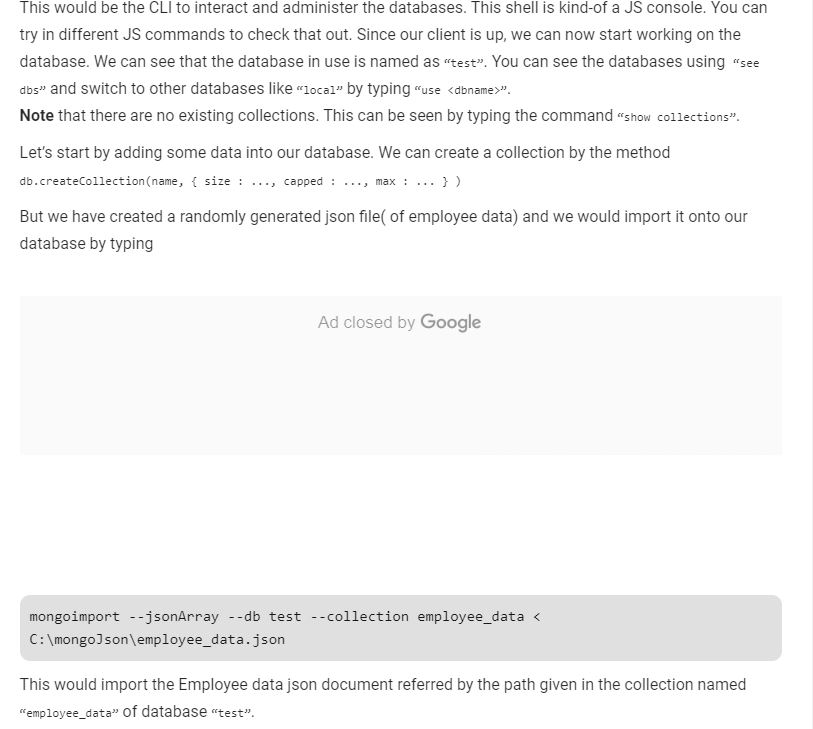 This would be the CLI to interact and administer the databases. This shell is kind-of a JS console. You can
try in different JS commands to check that out. Since our client is up, we can now start working on the
database. We can see that the database in use is named as “test”. You can see the databases using “see
dbs” and switch to other databases like “local” by typing “use <dbname>”.
Note that there are no existing collections. This can be seen by typing the command “show collections”.
Let’s start by adding some data into our database. We can create a collection by the method
db.createCollection(name, { size : ..., capped : ..., max : ... } )
But we have created a randomly generated json file( of employee data) and we would import it onto our
database by typing
Ad closed by Google
mongoimport --jsonArray --db test --collection employee_data <
C:\mongoJson\employee_data.json
This would import the Employee data json document referred by the path given in the collection named
“employee_data” of database “test”.